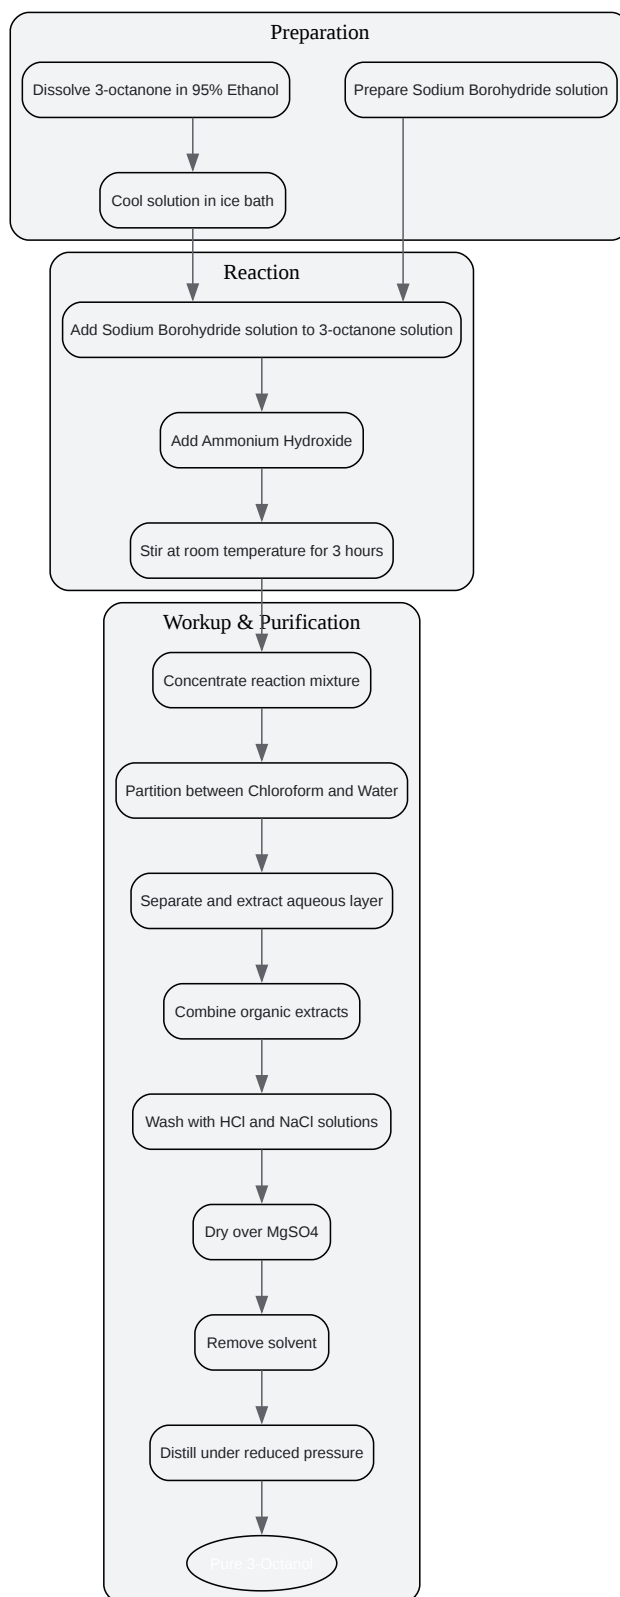 Preparation
Dissolve 3-octanone in 95% Ethanol
Prepare Sodium Borohydride solution
Cool solution in ice bath
Reaction
Add Sodium Borohydride solution to 3-octanone solution
Add Ammonium Hydroxide
Stir at room temperature for 3 hours
Workup & Purification
Concentrate reaction mixture
Partition between Chloroform and Water
Separate and extract aqueous layer
Combine organic extracts
Wash with HCl and NaCl solutions
Dry over MgSO4
Remove solvent
Distill under reduced pressure
Pure 3-Octanol